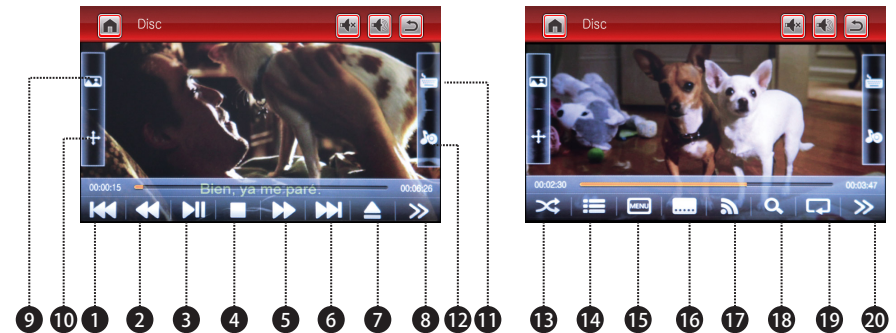 Disc
00:00:15 Bien, ya me paré. 00:06:26
9 10 1 2 3 4 5 6 7 8 12 11
Disc
00:02:30 00:03:47
MENU
13 14 15 16 17 18 19 20